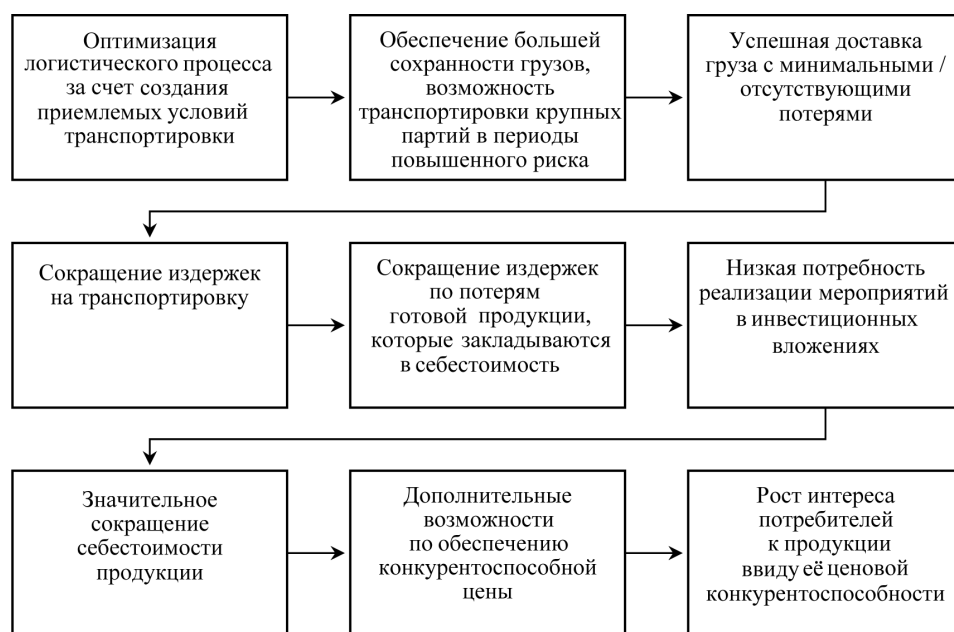 Оптимизация
логистического процесса
за счет создания
приемлемых условий
транспортировки
Обеспечение большей
сохранности грузов,
возможность
транспортировки крупных
партий в периоды
повышенного риска
Успешная доставка
груза с минимальными /
отсутствующими
потерями
Сокращение издержек
на транспортировку
Сокращение издержек
по потерям
готовой продукции,
которые закладываются
в себестоимость
Низкая потребность
реализации мероприятий
в инвестиционных
вложениях
Значительное
сокращение
себестоимости
продукции
Дополнительные
возможности
по обеспечению
конкурентоспособной
цены
Рост интереса
потребителей
к продукции
ввиду её ценовой
конкурентоспособности